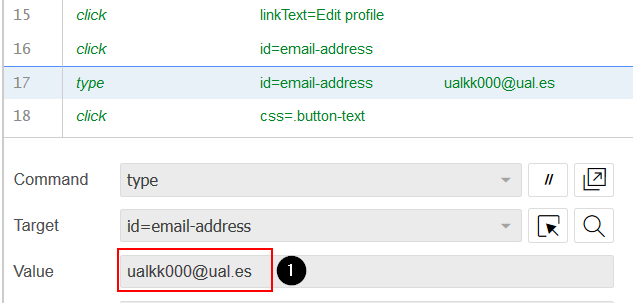 15 click linkText=Edit profile
16 click id=email-address
17 type id=email-address ualkk000@ual.es
18 click css=.button-text
Command type //
Target id=email-address
Value ualkk000@ual.es 1